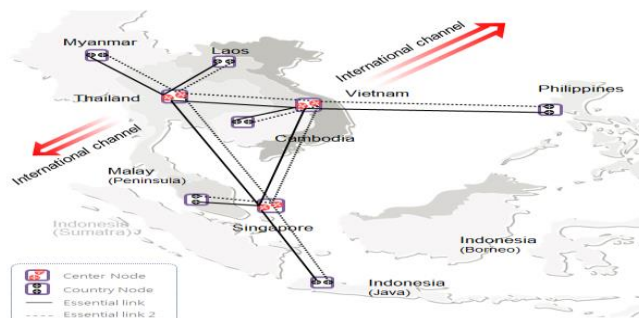 Myanmar
Laos
International channel
Thailand
Vietnam
Philippines
Cambodia
International channel
Malay
(Peninsula)
Indonesia
(Sumatra)
Singapore
Indonesia
(Borneo)
Indonesia
(Java)
Center Node
Country Node
Essential link
Essential link 2